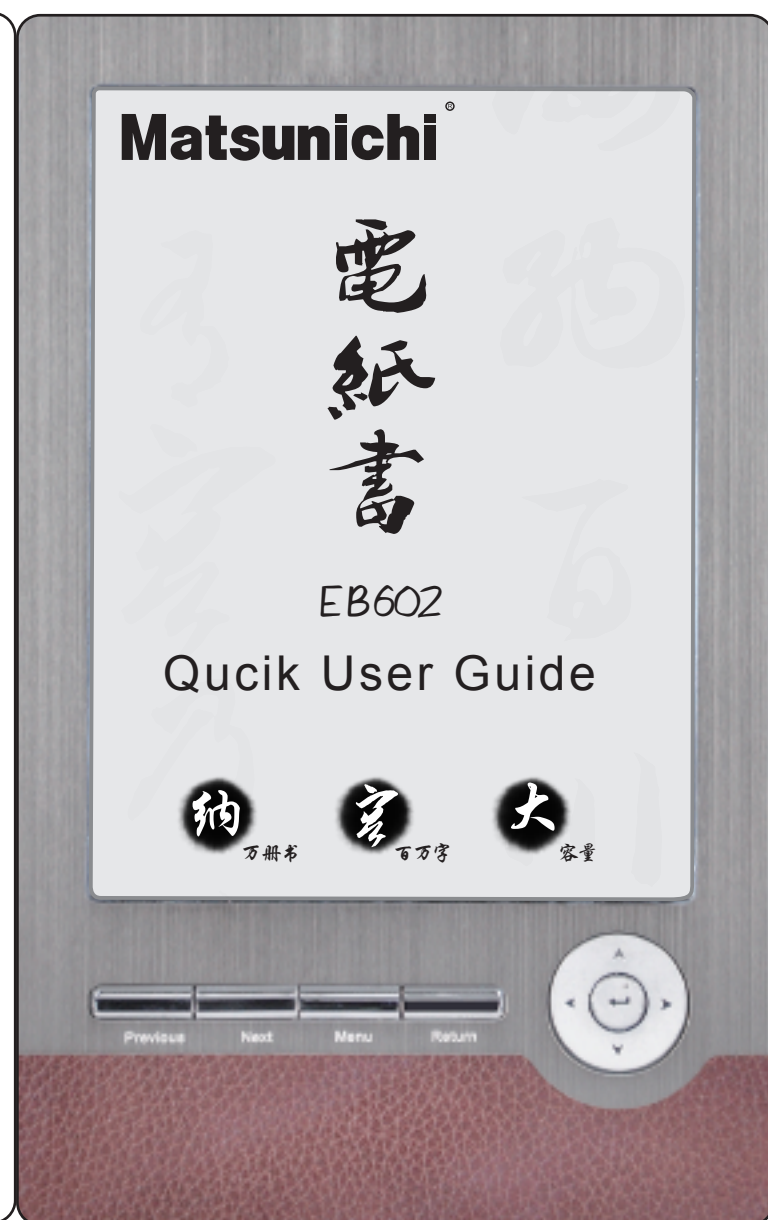 Matsunichi®
電
紙
書
EB602
Qucik User Guide
纳
万册书
百万字
大
容量
Previous
Next
Menu
Return